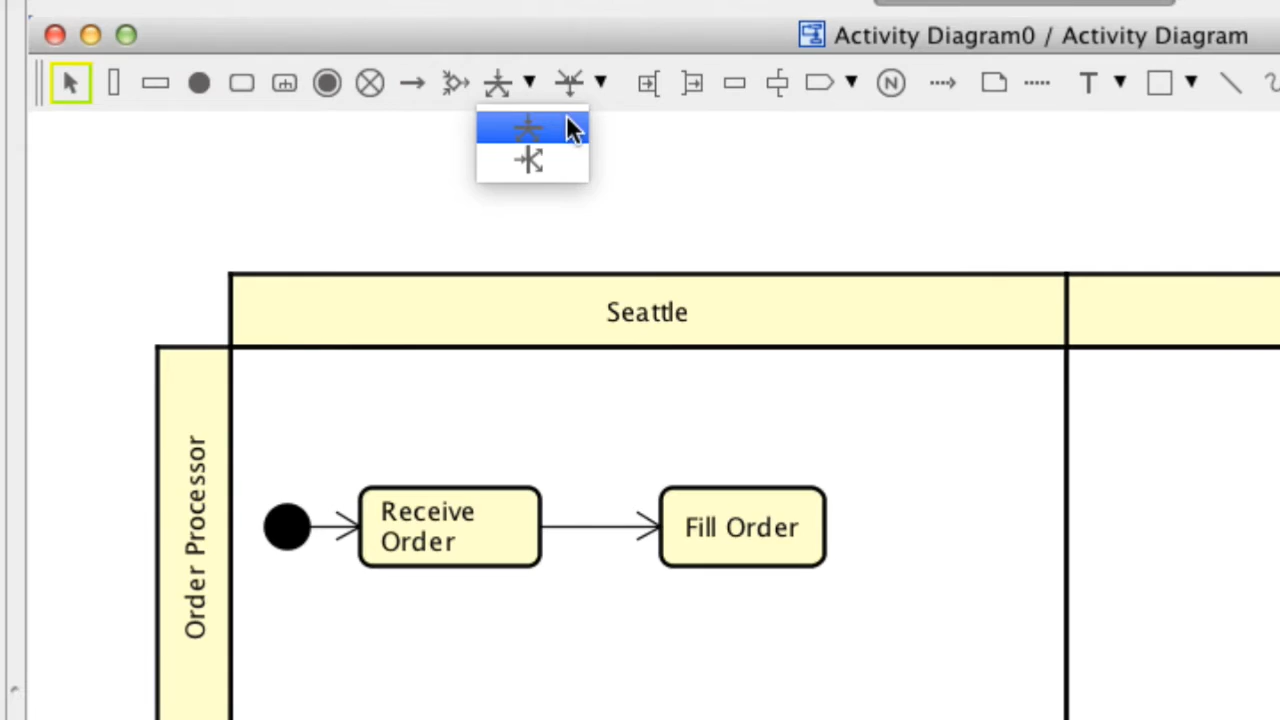 Activity Diagram0 / Activity Diagram
N
T
Seattle
Order Processor
Receive
Order
Fill Order